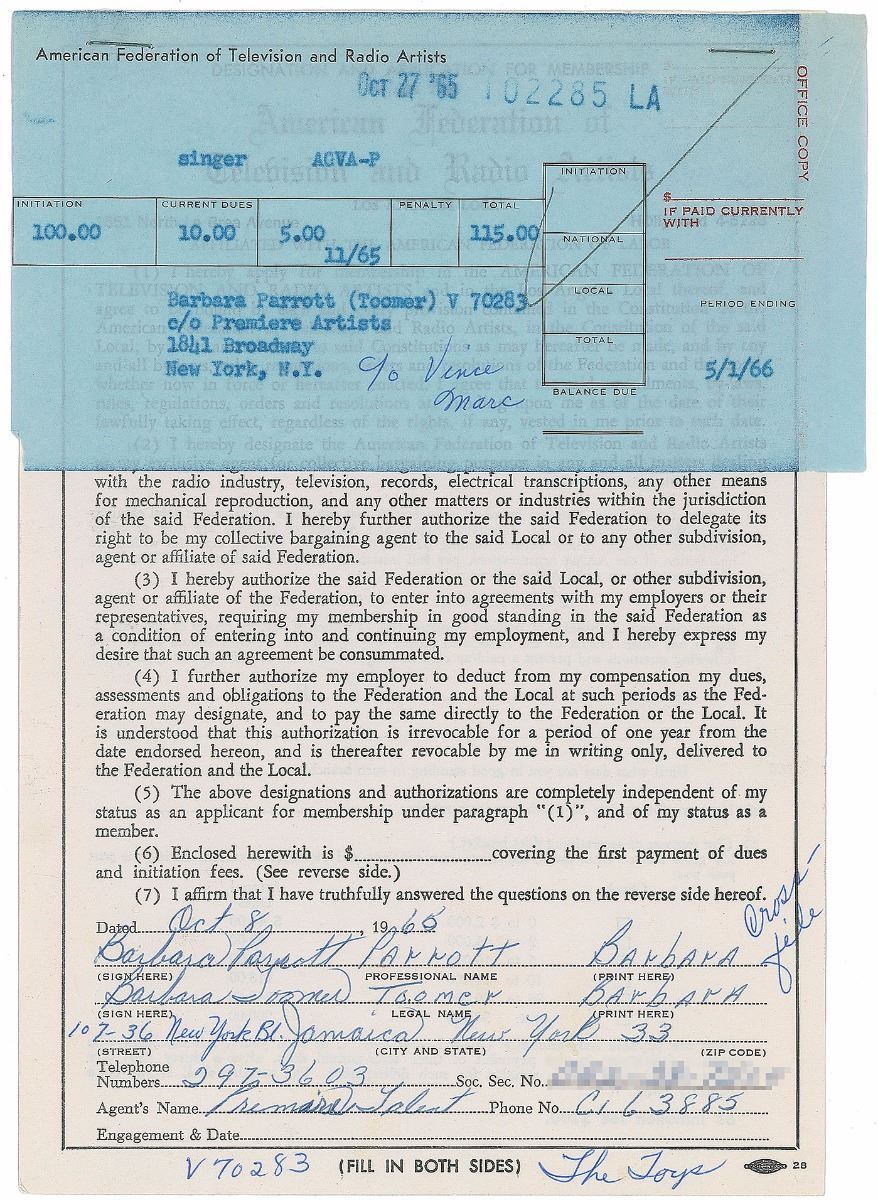 American Federation of Television and Radio Artists
Oct 27 '65 102285 LA
OFFICE COPY
singer AGVA-P
INITIATION CURRENT DUES PENALTY TOTAL
100.00 10.00 5.00 115.00
11/65
INITIATION
NATIONAL
LOCAL
TOTAL
BALANCE DUE
$
IF PAID CURRENTLY
WITH
PERIOD ENDING
5/1/66
Barbara Parrott (Toomer) V 70283
c/o Premiere Artists
1841 Broadway
New York, N.Y.
c/o Vince
Marc
with the radio industry, television, records, electrical transcriptions, any other means
for mechanical reproduction, and any other matters or industries within the jurisdiction
of the said Federation. I hereby further authorize the said Federation to delegate its
right to be my collective bargaining agent to the said Local or to any other subdivision,
agent or affiliate of said Federation.
(3) I hereby authorize the said Federation or the said Local, or other subdivision,
agent or affiliate of the Federation, to enter into agreements with my employers or their
representatives, requiring my membership in good standing in the said Federation as
a condition of entering into and continuing my employment, and I hereby express my
desire that such an agreement be consummated.
(4) I further authorize my employer to deduct from my compensation my dues,
assessments and obligations to the Federation and the Local at such periods as the Fed-
eration may designate, and to pay the same directly to the Federation or the Local. It
is understood that this authorization is irrevocable for a period of one year from the
date endorsed hereon, and is thereafter revocable by me in writing only, delivered to
the Federation and the Local.
(5) The above designations and authorizations are completely independent of my
status as an applicant for membership under paragraph "(1)", and of my status as a
member.
(6) Enclosed herewith is $ covering the first payment of dues
and initiation fees. (See reverse side.)
(7) I affirm that I have truthfully answered the questions on the reverse side hereof.
Dated Oct 8, 1965
Cross-
file
Barbara Parrott PARROTT BARBARA
(SIGN HERE) PROFESSIONAL NAME (PRINT HERE)
Barbara Toomer TOOMER BARBARA
(SIGN HERE) LEGAL NAME (PRINT HERE)
107-36 New York Bl. Jamaica New York 33
(STREET) (CITY AND STATE) (ZIP CODE)
Telephone
Numbers 297-3603 Soc. Sec. No.
Agent's Name Premiere Talent Phone No. CI 63885
Engagement & Date
V70283 (FILL IN BOTH SIDES) The Toys 28